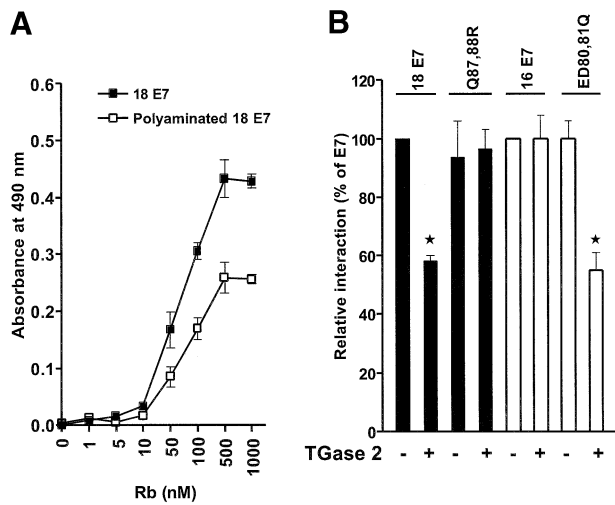 A
0.6
0.5
0.4
0.3
0.2
0.1
0.0
Absorbance at 490 nm
18 E7
Polyaminated 18 E7
0 1 5 10 50 100 500 1000
Rb (nM)
B
18 E7 Q87,88R 16 E7 ED80,81Q
120
100
80
60
40
20
0
Relative interaction (% of E7)
★ ★
TGase 2 - + - + - + - +